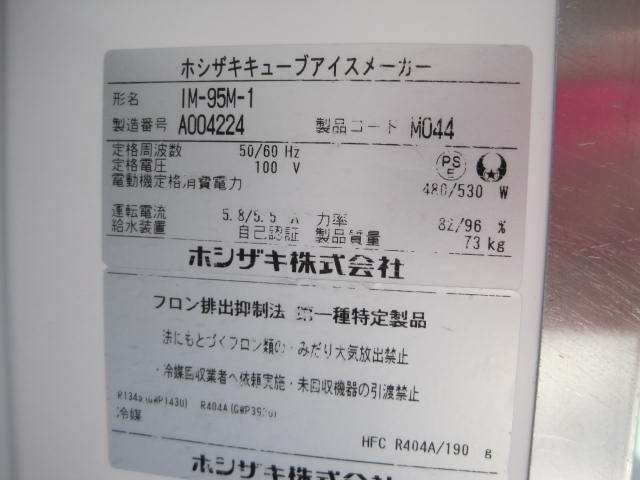 ホシザキキューブアイスメーカー
形名 IM-95M-1
製造番号 A004224 製品コード M044
定格周波数 50/60 Hz
定格電圧 100 V
PS E
電動機定格消費電力 480/530 W
運転電流 5.8/5.5 A 力率 82/96 %
給水装置 自己認証 製品質量 73 kg
ホシザキ株式会社
フロン排出抑制法 第一種特定製品
法にもとづくフロン類の・みだり大気放出禁止
・冷媒回収業者へ依頼実施・未回収機器の引渡禁止
R134a(GWP1430) R404A(GWP3920)
冷媒 HFC R404A/190 g
ホシザキ株式会社